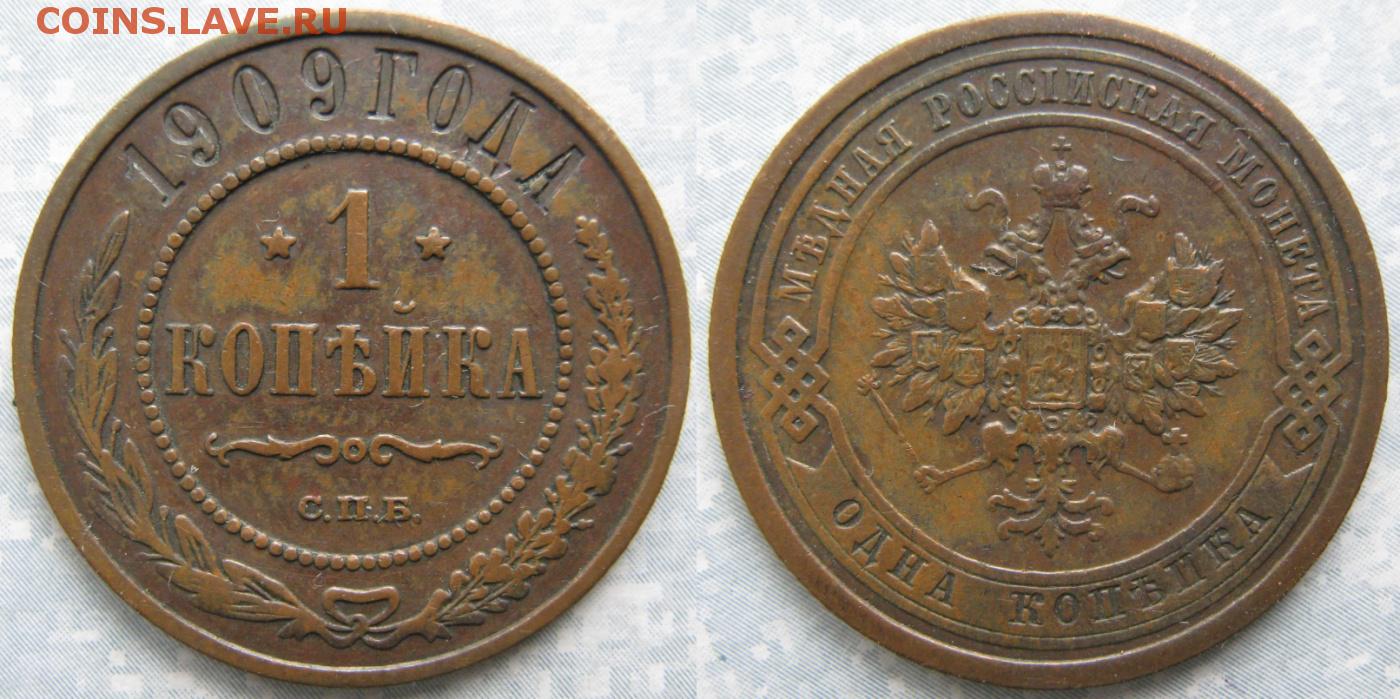 COINS.LAVE.RU
1909 ГОДА
1
КОПѢЙКА
С.П.Б.
МѢДНАЯ РОССІЙСКАЯ МОНЕТА
ОДНА КОПѢЙКА